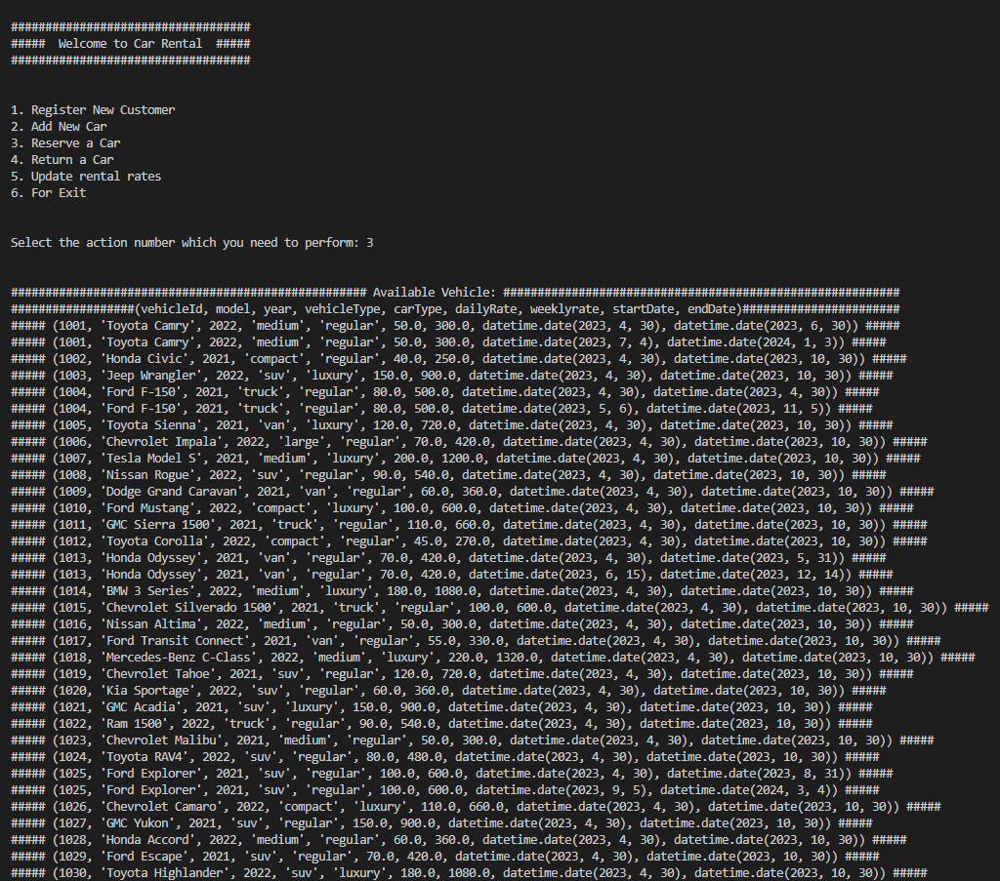 ###################################
#####  Welcome to Car Rental  #####
###################################
1. Register New Customer
2. Add New Car
3. Reserve a Car
4. Return a Car
5. Update rental rates
6. For Exit
Select the action number which you need to perform: 3
#################################################### Available Vehicle: ##########################################################
##################(vehicleId, model, year, vehicleType, carType, dailyRate, weeklyrate, startDate, endDate)#######################
##### (1001, 'Toyota Camry', 2022, 'medium', 'regular', 50.0, 300.0, datetime.date(2023, 4, 30), datetime.date(2023, 6, 30)) #####
##### (1001, 'Toyota Camry', 2022, 'medium', 'regular', 50.0, 300.0, datetime.date(2023, 7, 4), datetime.date(2024, 1, 3)) #####
##### (1002, 'Honda Civic', 2021, 'compact', 'regular', 40.0, 250.0, datetime.date(2023, 4, 30), datetime.date(2023, 10, 30)) #####
##### (1003, 'Jeep Wrangler', 2022, 'suv', 'luxury', 150.0, 900.0, datetime.date(2023, 4, 30), datetime.date(2023, 10, 30)) #####
##### (1004, 'Ford F-150', 2021, 'truck', 'regular', 80.0, 500.0, datetime.date(2023, 4, 30), datetime.date(2023, 4, 30)) #####
##### (1004, 'Ford F-150', 2021, 'truck', 'regular', 80.0, 500.0, datetime.date(2023, 5, 6), datetime.date(2023, 11, 5)) #####
##### (1005, 'Toyota Sienna', 2021, 'van', 'luxury', 120.0, 720.0, datetime.date(2023, 4, 30), datetime.date(2023, 10, 30)) #####
##### (1006, 'Chevrolet Impala', 2022, 'large', 'regular', 70.0, 420.0, datetime.date(2023, 4, 30), datetime.date(2023, 10, 30)) #####
##### (1007, 'Tesla Model S', 2021, 'medium', 'luxury', 200.0, 1200.0, datetime.date(2023, 4, 30), datetime.date(2023, 10, 30)) #####
##### (1008, 'Nissan Rogue', 2022, 'suv', 'regular', 90.0, 540.0, datetime.date(2023, 4, 30), datetime.date(2023, 10, 30)) #####
##### (1009, 'Dodge Grand Caravan', 2021, 'van', 'regular', 60.0, 360.0, datetime.date(2023, 4, 30), datetime.date(2023, 10, 30)) #####
##### (1010, 'Ford Mustang', 2022, 'compact', 'luxury', 100.0, 600.0, datetime.date(2023, 4, 30), datetime.date(2023, 10, 30)) #####
##### (1011, 'GMC Sierra 1500', 2021, 'truck', 'regular', 110.0, 660.0, datetime.date(2023, 4, 30), datetime.date(2023, 10, 30)) #####
##### (1012, 'Toyota Corolla', 2022, 'compact', 'regular', 45.0, 270.0, datetime.date(2023, 4, 30), datetime.date(2023, 10, 30)) #####
##### (1013, 'Honda Odyssey', 2021, 'van', 'regular', 70.0, 420.0, datetime.date(2023, 4, 30), datetime.date(2023, 5, 31)) #####
##### (1013, 'Honda Odyssey', 2021, 'van', 'regular', 70.0, 420.0, datetime.date(2023, 6, 15), datetime.date(2023, 12, 14)) #####
##### (1014, 'BMW 3 Series', 2022, 'medium', 'luxury', 180.0, 1080.0, datetime.date(2023, 4, 30), datetime.date(2023, 10, 30)) #####
##### (1015, 'Chevrolet Silverado 1500', 2021, 'truck', 'regular', 100.0, 600.0, datetime.date(2023, 4, 30), datetime.date(2023, 10, 30)) #####
##### (1016, 'Nissan Altima', 2022, 'medium', 'regular', 50.0, 300.0, datetime.date(2023, 4, 30), datetime.date(2023, 10, 30)) #####
##### (1017, 'Ford Transit Connect', 2021, 'van', 'regular', 55.0, 330.0, datetime.date(2023, 4, 30), datetime.date(2023, 10, 30)) #####
##### (1018, 'Mercedes-Benz C-Class', 2022, 'medium', 'luxury', 220.0, 1320.0, datetime.date(2023, 4, 30), datetime.date(2023, 10, 30)) #####
##### (1019, 'Chevrolet Tahoe', 2021, 'suv', 'regular', 120.0, 720.0, datetime.date(2023, 4, 30), datetime.date(2023, 10, 30)) #####
##### (1020, 'Kia Sportage', 2022, 'suv', 'regular', 60.0, 360.0, datetime.date(2023, 4, 30), datetime.date(2023, 10, 30)) #####
##### (1021, 'GMC Acadia', 2021, 'suv', 'luxury', 150.0, 900.0, datetime.date(2023, 4, 30), datetime.date(2023, 10, 30)) #####
##### (1022, 'Ram 1500', 2022, 'truck', 'regular', 90.0, 540.0, datetime.date(2023, 4, 30), datetime.date(2023, 10, 30)) #####
##### (1023, 'Chevrolet Malibu', 2021, 'medium', 'regular', 50.0, 300.0, datetime.date(2023, 4, 30), datetime.date(2023, 10, 30)) #####
##### (1024, 'Toyota RAV4', 2022, 'suv', 'regular', 80.0, 480.0, datetime.date(2023, 4, 30), datetime.date(2023, 10, 30)) #####
##### (1025, 'Ford Explorer', 2021, 'suv', 'regular', 100.0, 600.0, datetime.date(2023, 4, 30), datetime.date(2023, 8, 31)) #####
##### (1025, 'Ford Explorer', 2021, 'suv', 'regular', 100.0, 600.0, datetime.date(2023, 9, 5), datetime.date(2024, 3, 4)) #####
##### (1026, 'Chevrolet Camaro', 2022, 'compact', 'luxury', 110.0, 660.0, datetime.date(2023, 4, 30), datetime.date(2023, 10, 30)) #####
##### (1027, 'GMC Yukon', 2021, 'suv', 'regular', 150.0, 900.0, datetime.date(2023, 4, 30), datetime.date(2023, 10, 30)) #####
##### (1028, 'Honda Accord', 2022, 'medium', 'regular', 60.0, 360.0, datetime.date(2023, 4, 30), datetime.date(2023, 10, 30)) #####
##### (1029, 'Ford Escape', 2021, 'suv', 'regular', 70.0, 420.0, datetime.date(2023, 4, 30), datetime.date(2023, 10, 30)) #####
##### (1030, 'Toyota Highlander', 2022, 'suv', 'luxury', 180.0, 1080.0, datetime.date(2023, 4, 30), datetime.date(2023, 10, 30)) #####